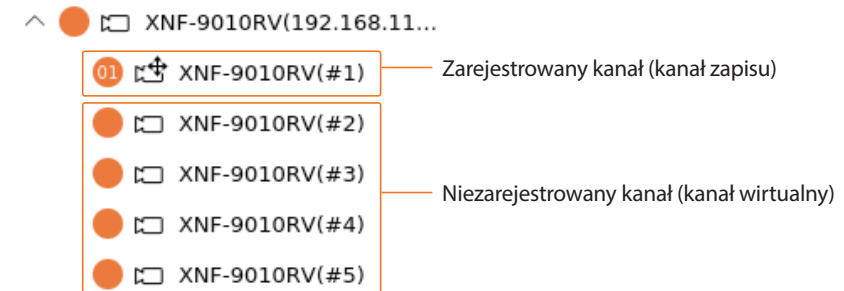 XNF-9010RV(192.168.11...
01 XNF-9010RV(#1) Zarejestrowany kanał (kanał zapisu)
XNF-9010RV(#2)
XNF-9010RV(#3)
Niezarejestrowany kanał (kanał wirtualny)
XNF-9010RV(#4)
XNF-9010RV(#5)